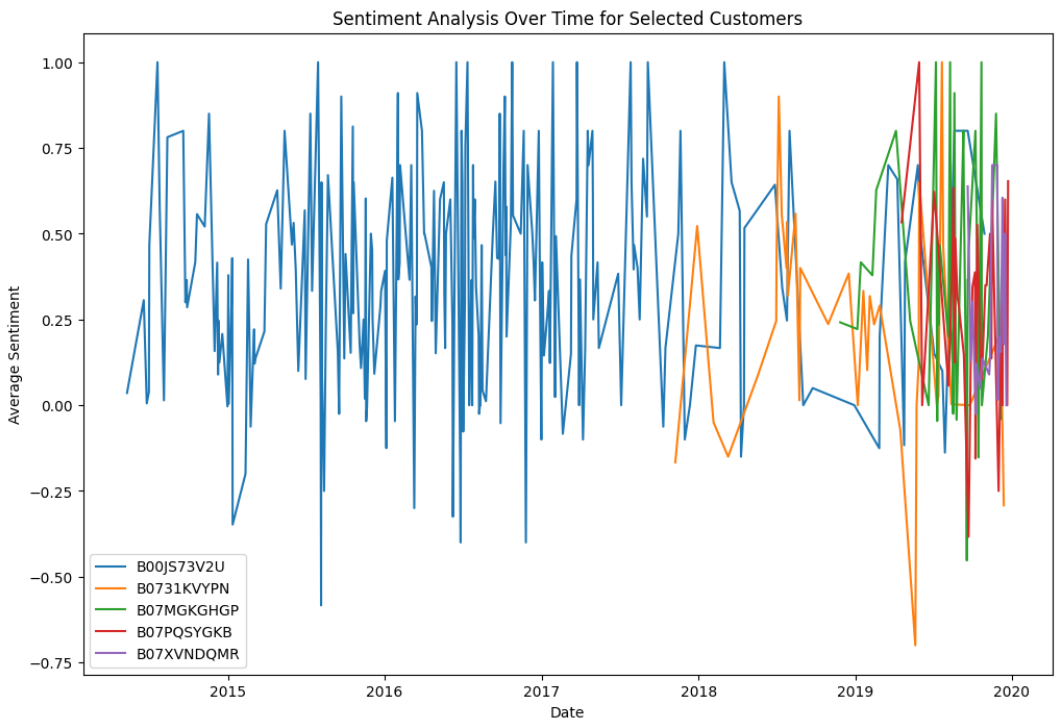 Sentiment Analysis Over Time for Selected Customers
1.00
0.75
0.50
0.25
0.00
−0.25
−0.50
−0.75
Average Sentiment
B00JS73V2U
B0731KVYPN
B07MGKGHGP
B07PQSYGKB
B07XVNDQMR
2015 2016 2017 2018 2019 2020
Date